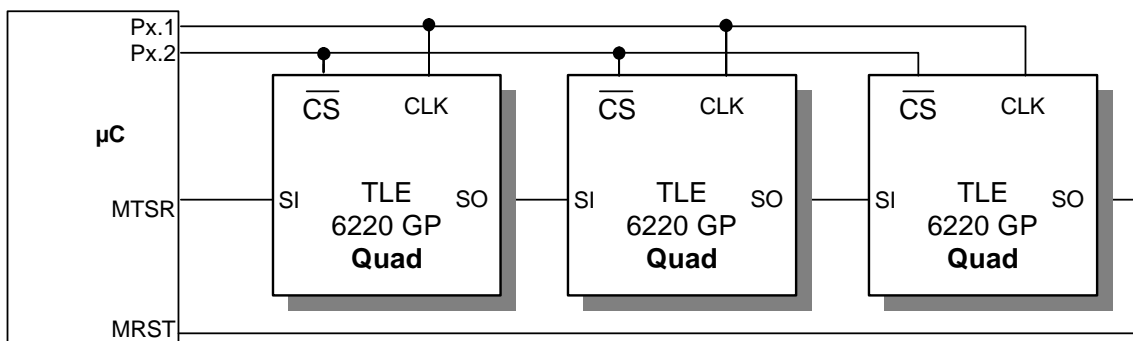 Px.1
Px.2
µC
MTSR
MRST
CS CLK
SI TLE SO
6220 GP
Quad
CS CLK
SI TLE SO
6220 GP
Quad
CS CLK
SI TLE SO
6220 GP
Quad